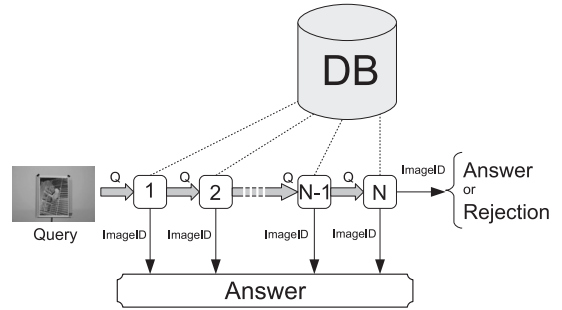 DB
Q
Q
Q
Q
1
2
N-1
N
ImageID
Answer
or
Rejection
Query
ImageID
ImageID
ImageID
ImageID
Answer